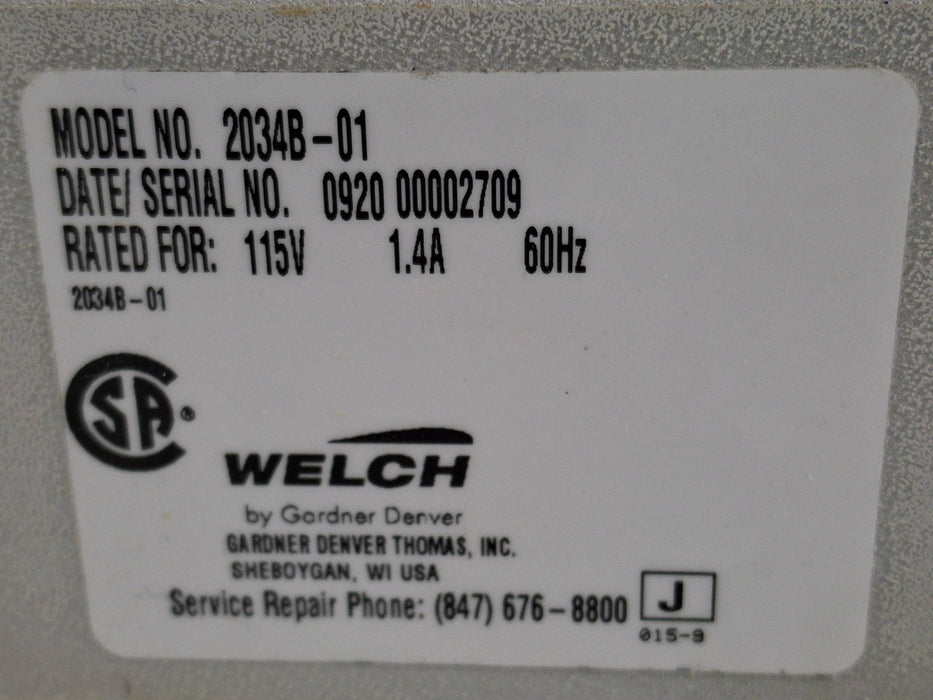 MODEL NO. 2034B-01
DATE/ SERIAL NO. 0920 00002709
RATED FOR: 115V 1.4A 60Hz
2034B-01
CSA®
WELCH
by Gardner Denver
GARDNER DENVER THOMAS, INC.
SHEBOYGAN, WI USA
Service Repair Phone: (847) 676-8800
J
015-9